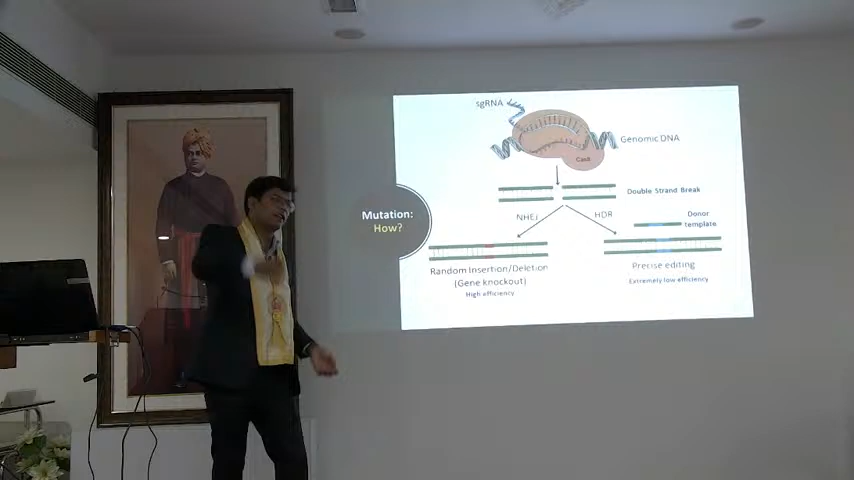 sgRNA
Genomic DNA
Cas9
Double Strand Break
Mutation:
How?
NHEJ
HDR
Donor
template
Random Insertion/Deletion
(Gene knockout)
High efficiency
Precise editing
Extremely low efficiency